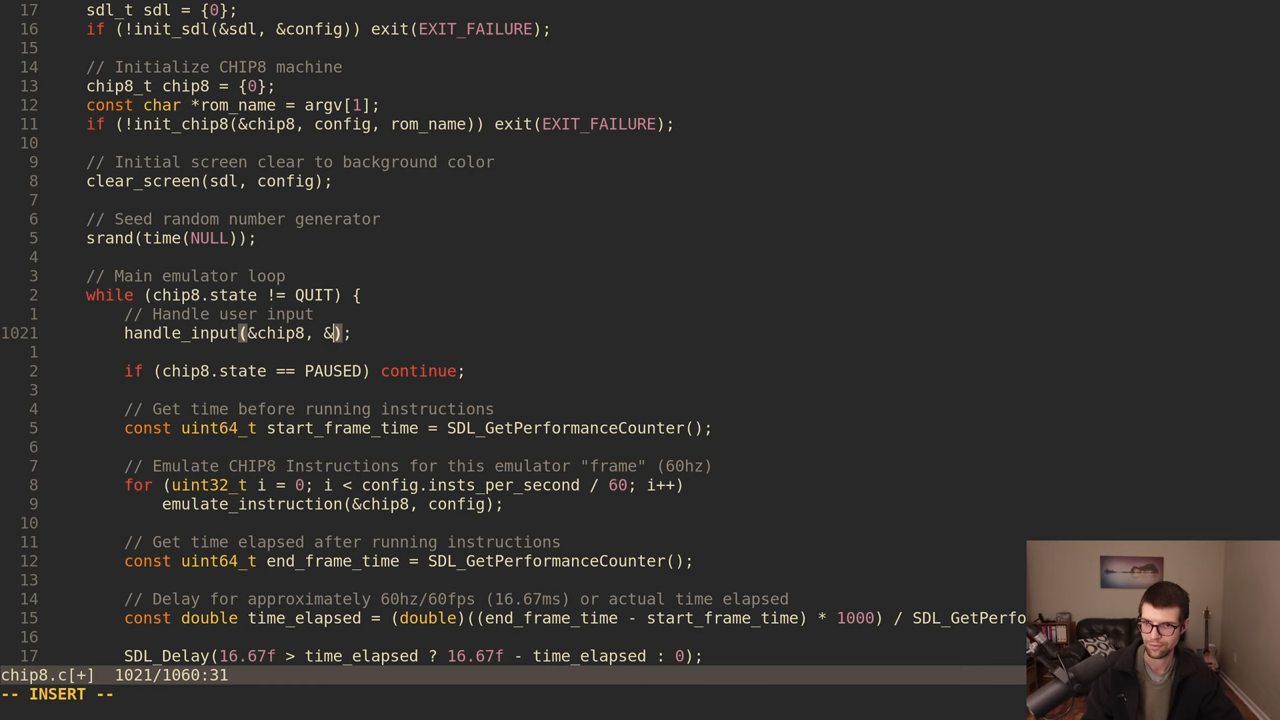 17     sdl_t sdl = {0};
16     if (!init_sdl(&sdl, &config)) exit(EXIT_FAILURE);
15
14     // Initialize CHIP8 machine
13     chip8_t chip8 = {0};
12     const char *rom_name = argv[1];
11     if (!init_chip8(&chip8, config, rom_name)) exit(EXIT_FAILURE);
10
9     // Initial screen clear to background color
8     clear_screen(sdl, config);
7
6     // Seed random number generator
5     srand(time(NULL));
4
3     // Main emulator loop
2     while (chip8.state != QUIT) {
1         // Handle user input
1021         handle_input(&chip8, &);
1
2         if (chip8.state == PAUSED) continue;
3
4         // Get time before running instructions
5         const uint64_t start_frame_time = SDL_GetPerformanceCounter();
6
7         // Emulate CHIP8 Instructions for this emulator "frame" (60hz)
8         for (uint32_t i = 0; i < config.insts_per_second / 60; i++)
9             emulate_instruction(&chip8, config);
10
11         // Get time elapsed after running instructions
12         const uint64_t end_frame_time = SDL_GetPerformanceCounter();
13
14         // Delay for approximately 60hz/60fps (16.67ms) or actual time elapsed
15         const double time_elapsed = (double)((end_frame_time - start_frame_time) * 1000) / SDL_GetPerfo
16
17         SDL_Delay(16.67f > time_elapsed ? 16.67f - time_elapsed : 0);
chip8.c[+]  1021/1060:31
-- INSERT --